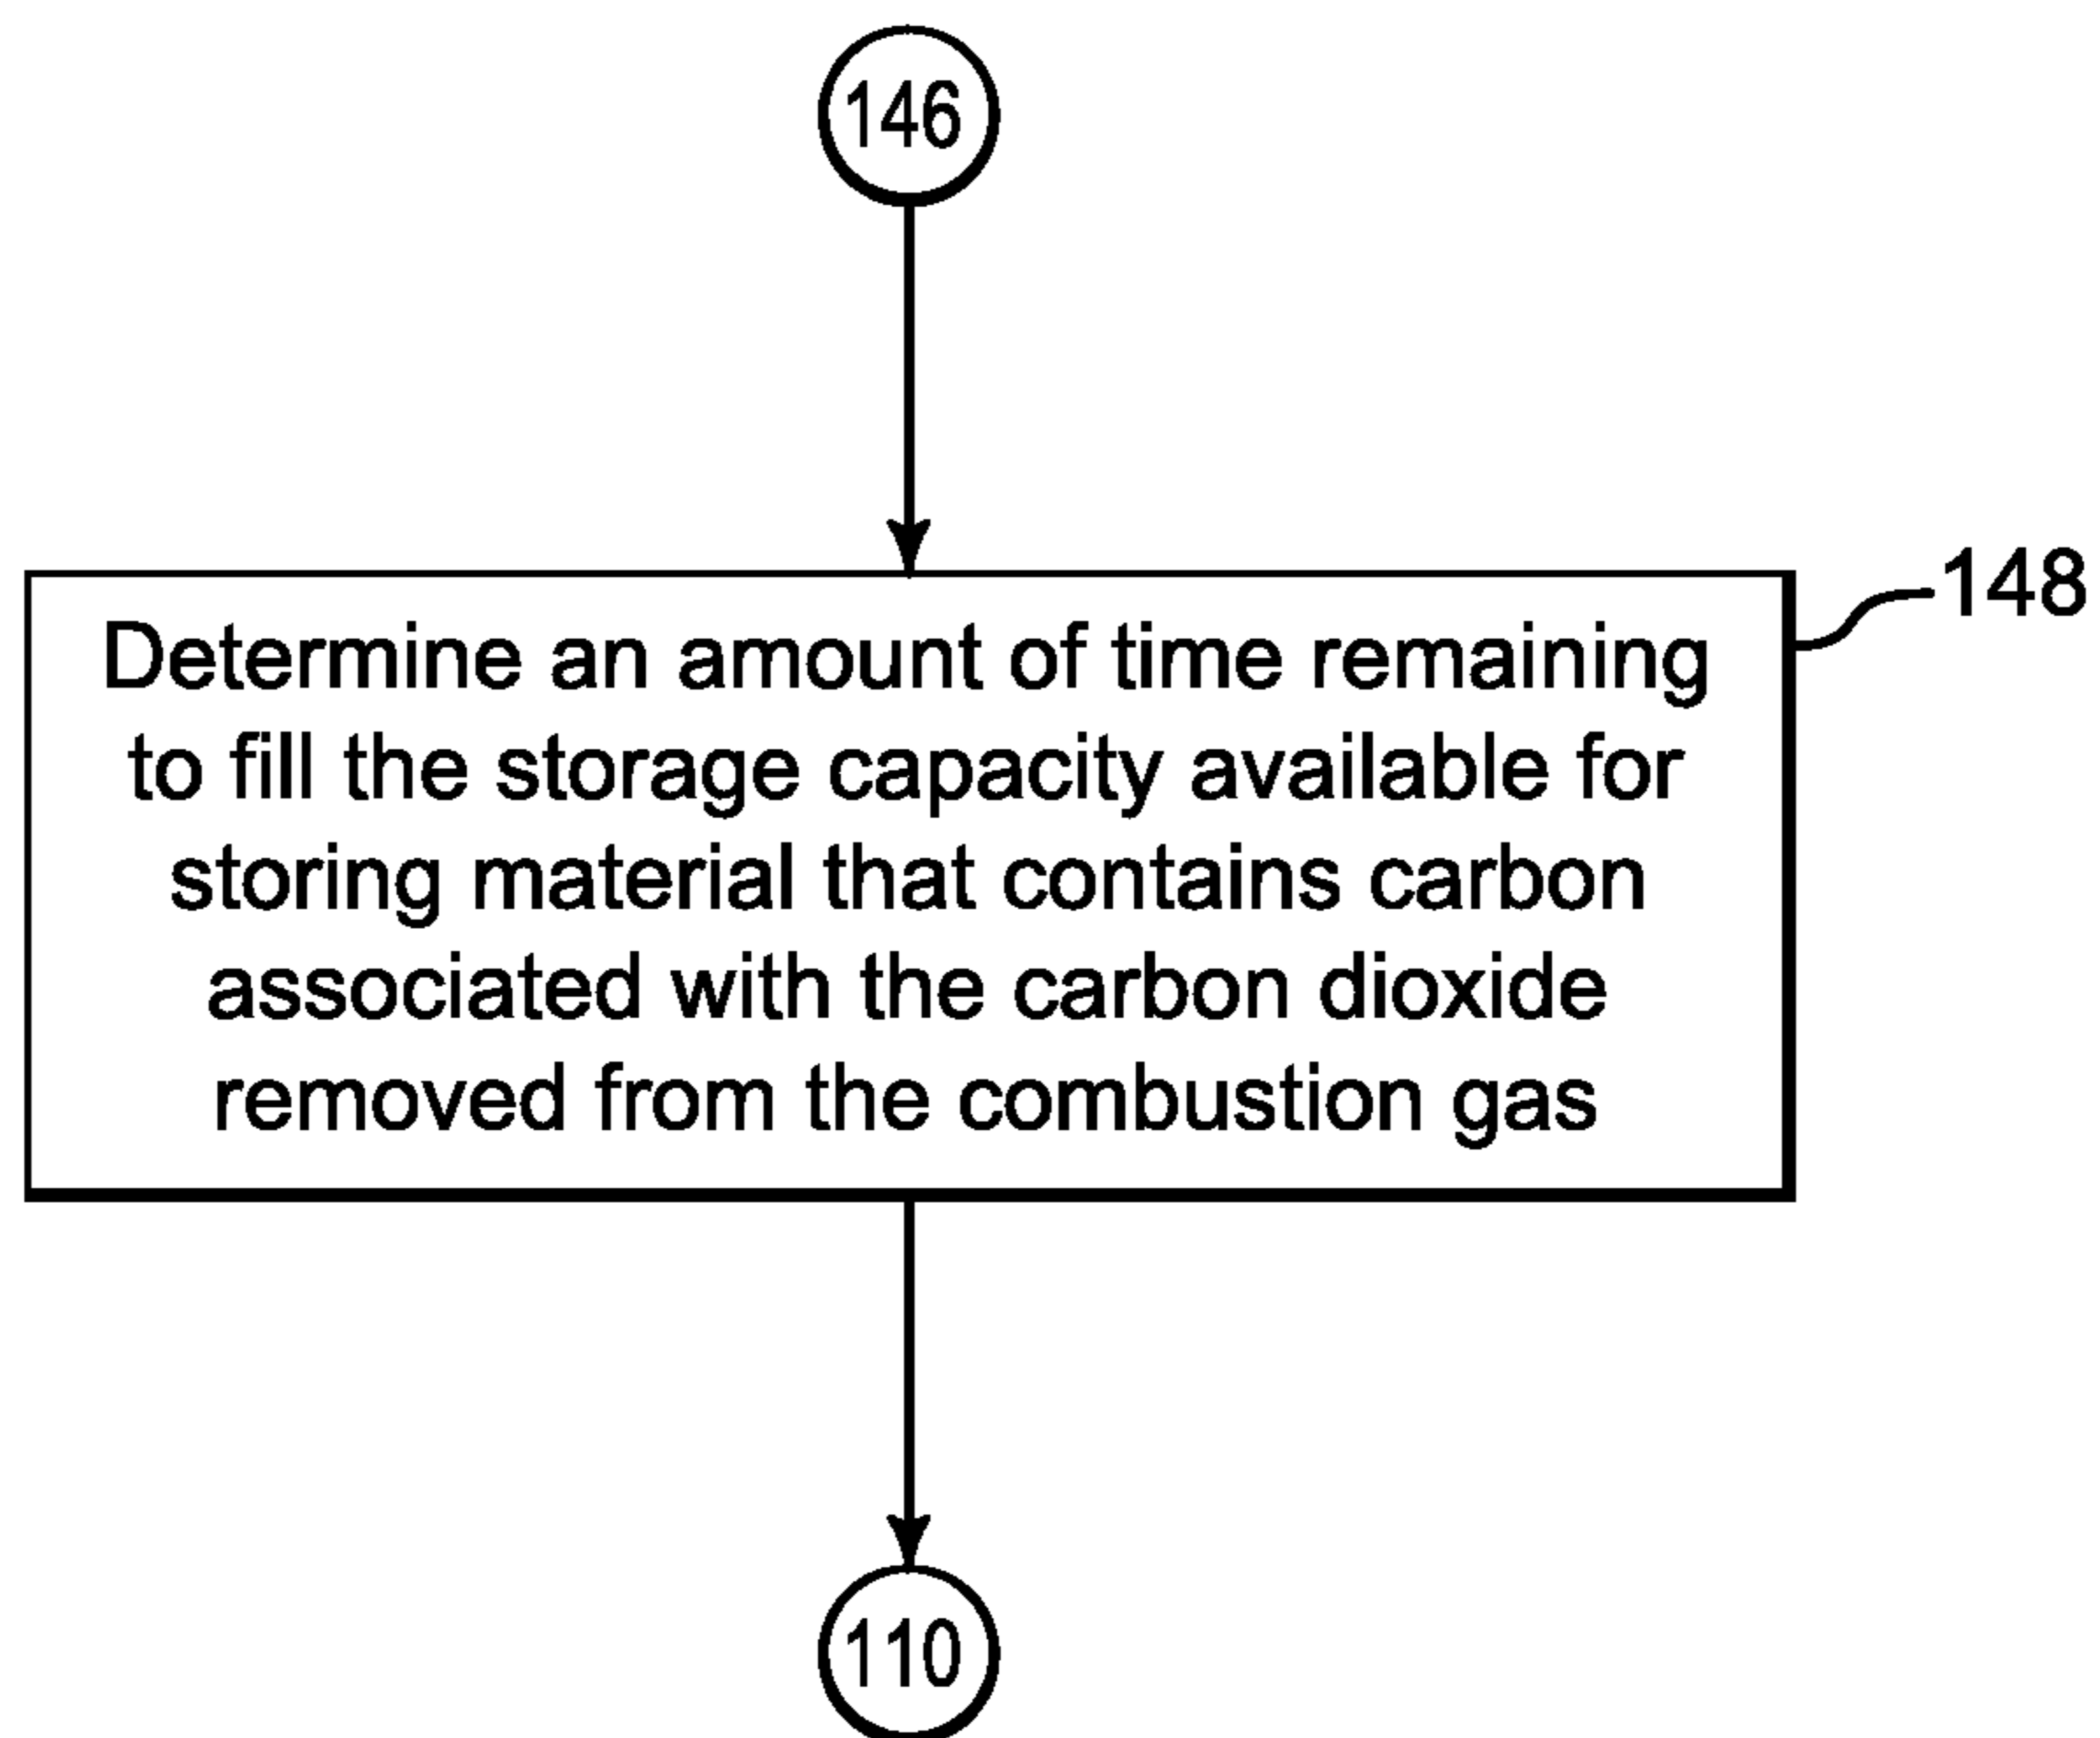 146
148
Determine an amount of time remaining
to fill the storage capacity available for
storing material that contains carbon
associated with the carbon dioxide
removed from the combustion gas
110